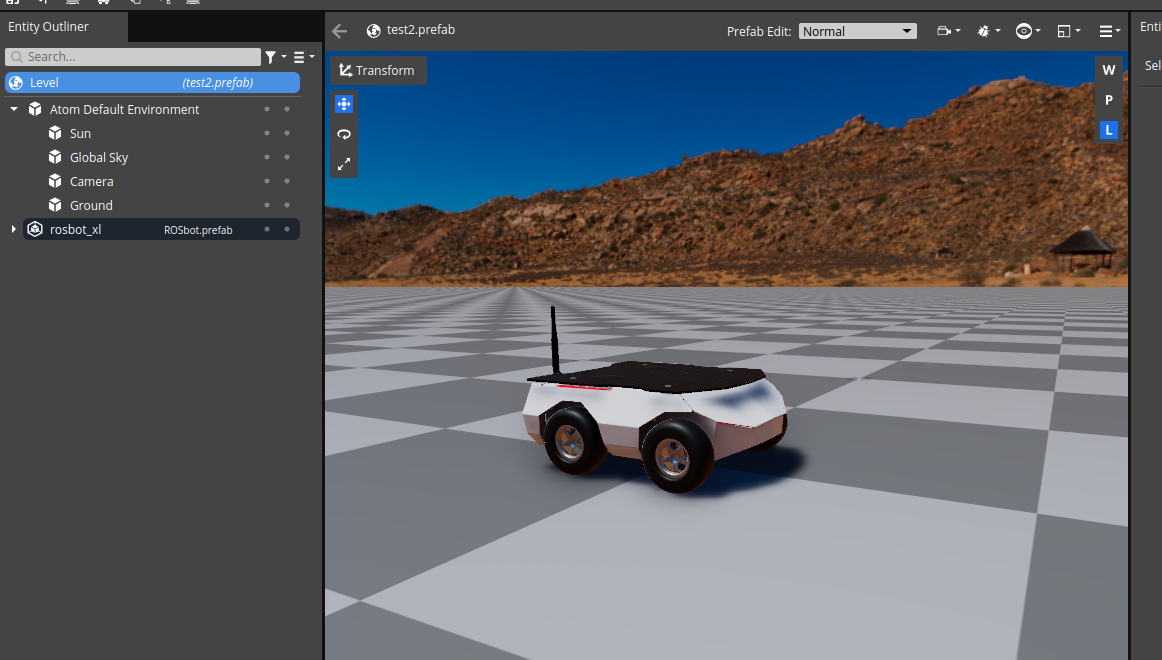 Entity Outliner
Search...
Level (test2.prefab)
Atom Default Environment
Sun
Global Sky
Camera
Ground
rosbot_xl ROSbot.prefab
test2.prefab
Prefab Edit: Normal
Transform
W
P
L
Enti
Sel